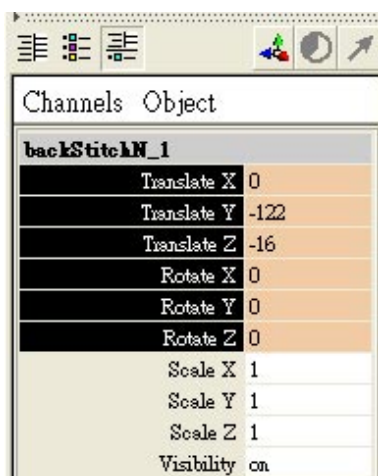 Channels Object
backStitchN_1
Translate X 0
Translate Y -122
Translate Z -16
Rotate X 0
Rotate Y 0
Rotate Z 0
Scale X 1
Scale Y 1
Scale Z 1
Visibility on